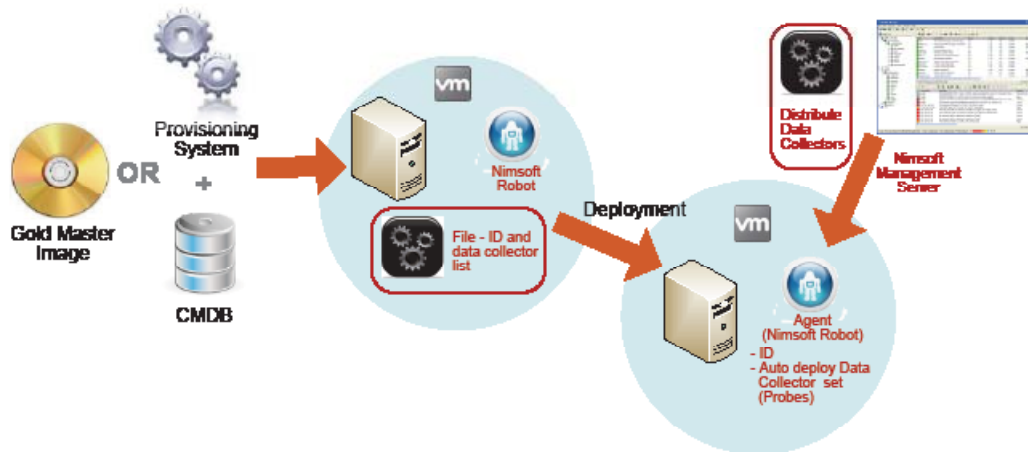 Provisioning
System
OR
+
Gold Master
Image
CMDB
vm
Nimsoft
Robot
File - ID and
data collector
list
Deployment
Distribute
Data
Collectors
Nimsoft
Management
Server
vm
Agent
(Nimsoft Robot)
- ID
- Auto deploy Data
Collector set
(Probes)